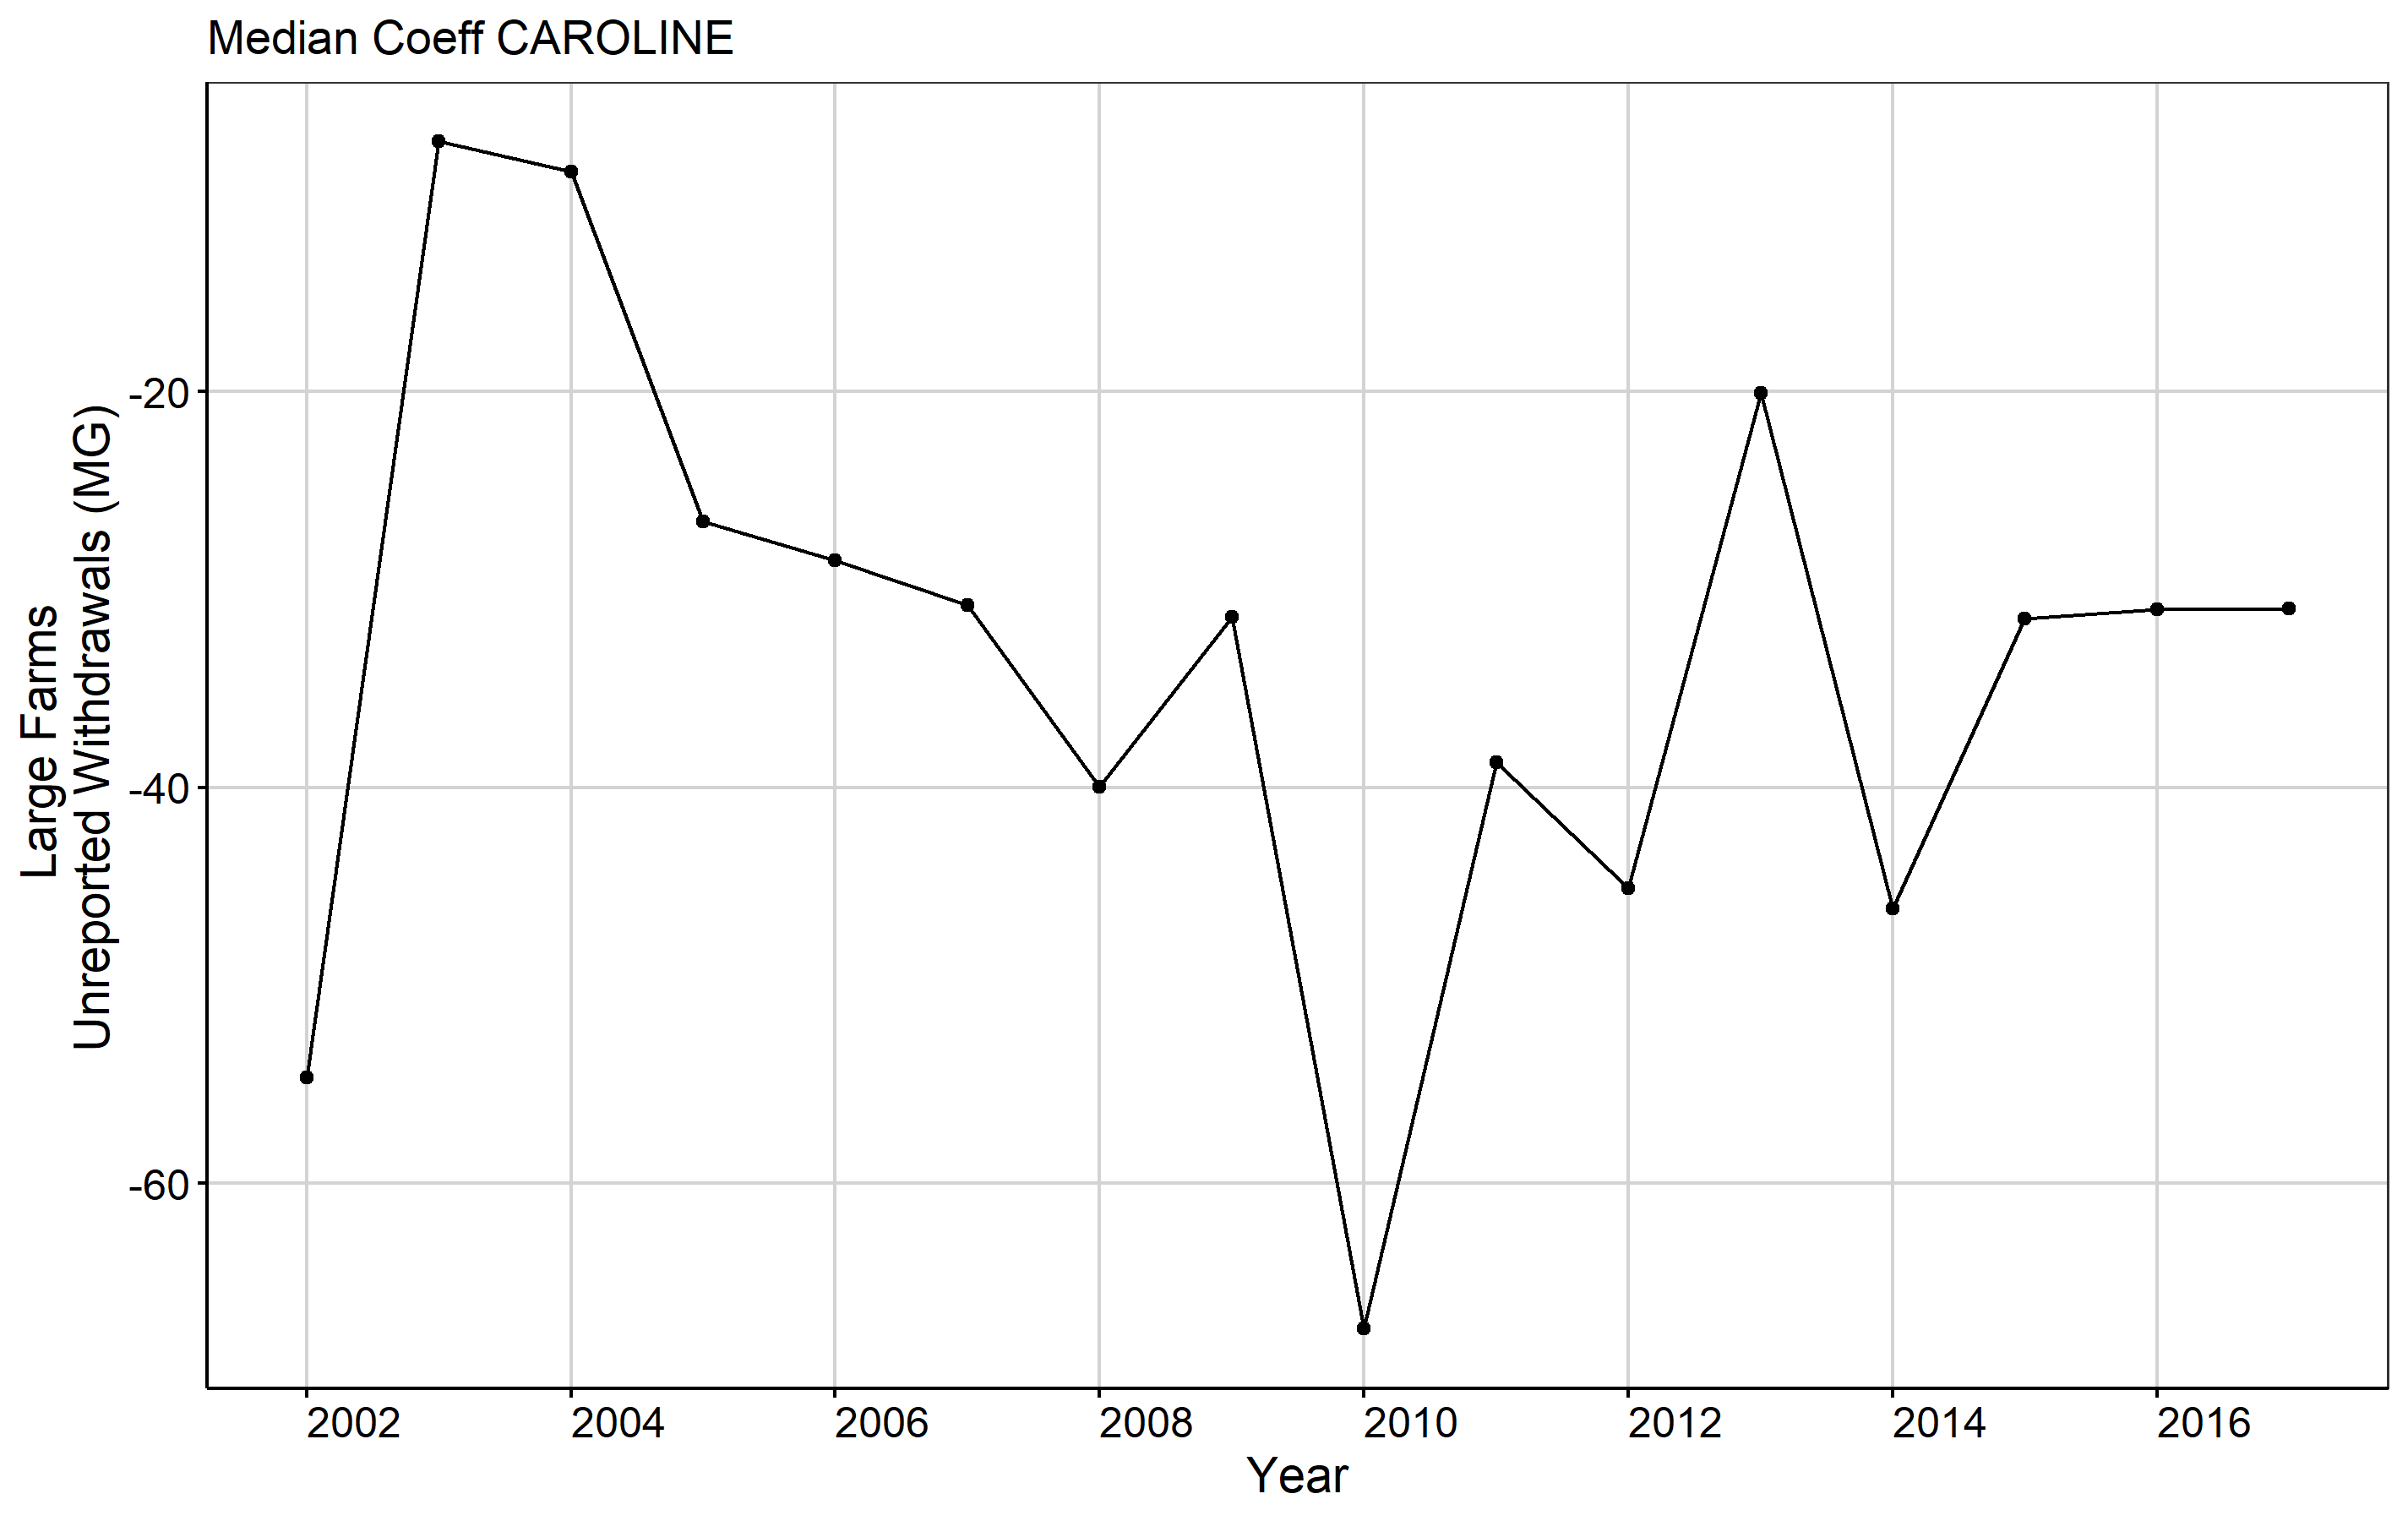 Median Coeff CAROLINE
Large Farms
Unreported Withdrawals (MG)
-20
-40
-60
2002 2004 2006 2008 2010 2012 2014 2016
Year